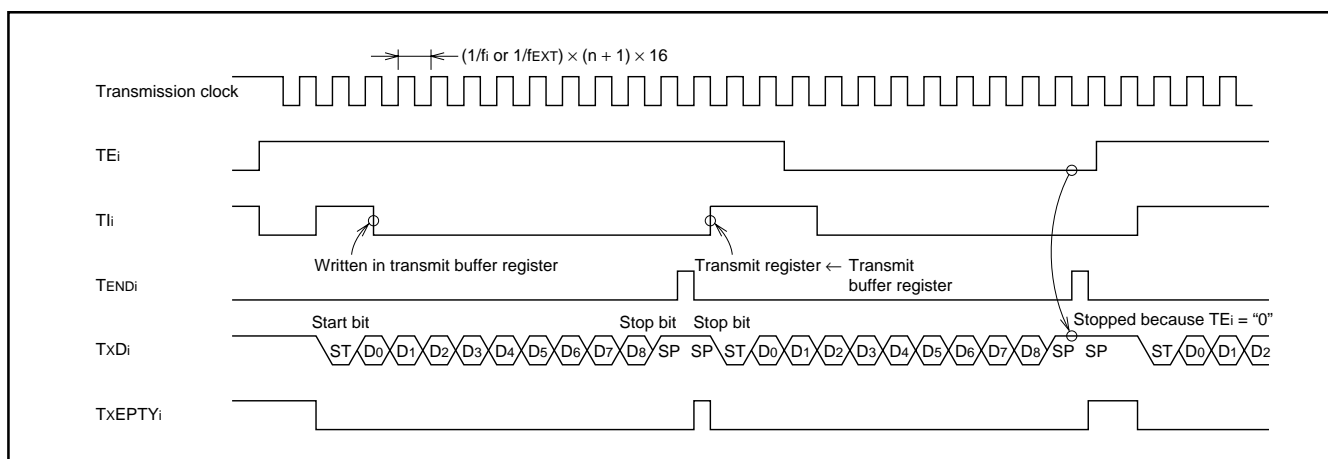 (1/fi or 1/fEXT) × (n + 1) × 16
Transmission clock
TEi
TIi
Written in transmit buffer register
Transmit register ← Transmit
buffer register
TENDi
Start bit
Stop bit
Stop bit
Stopped because TEi = “0”
TXDi
ST D0 D1 D2 D3 D4 D5 D6 D7 D8 SP SP ST D0 D1 D2 D3 D4 D5 D6 D7 D8 SP SP ST D0 D1 D2
TXEPTYi